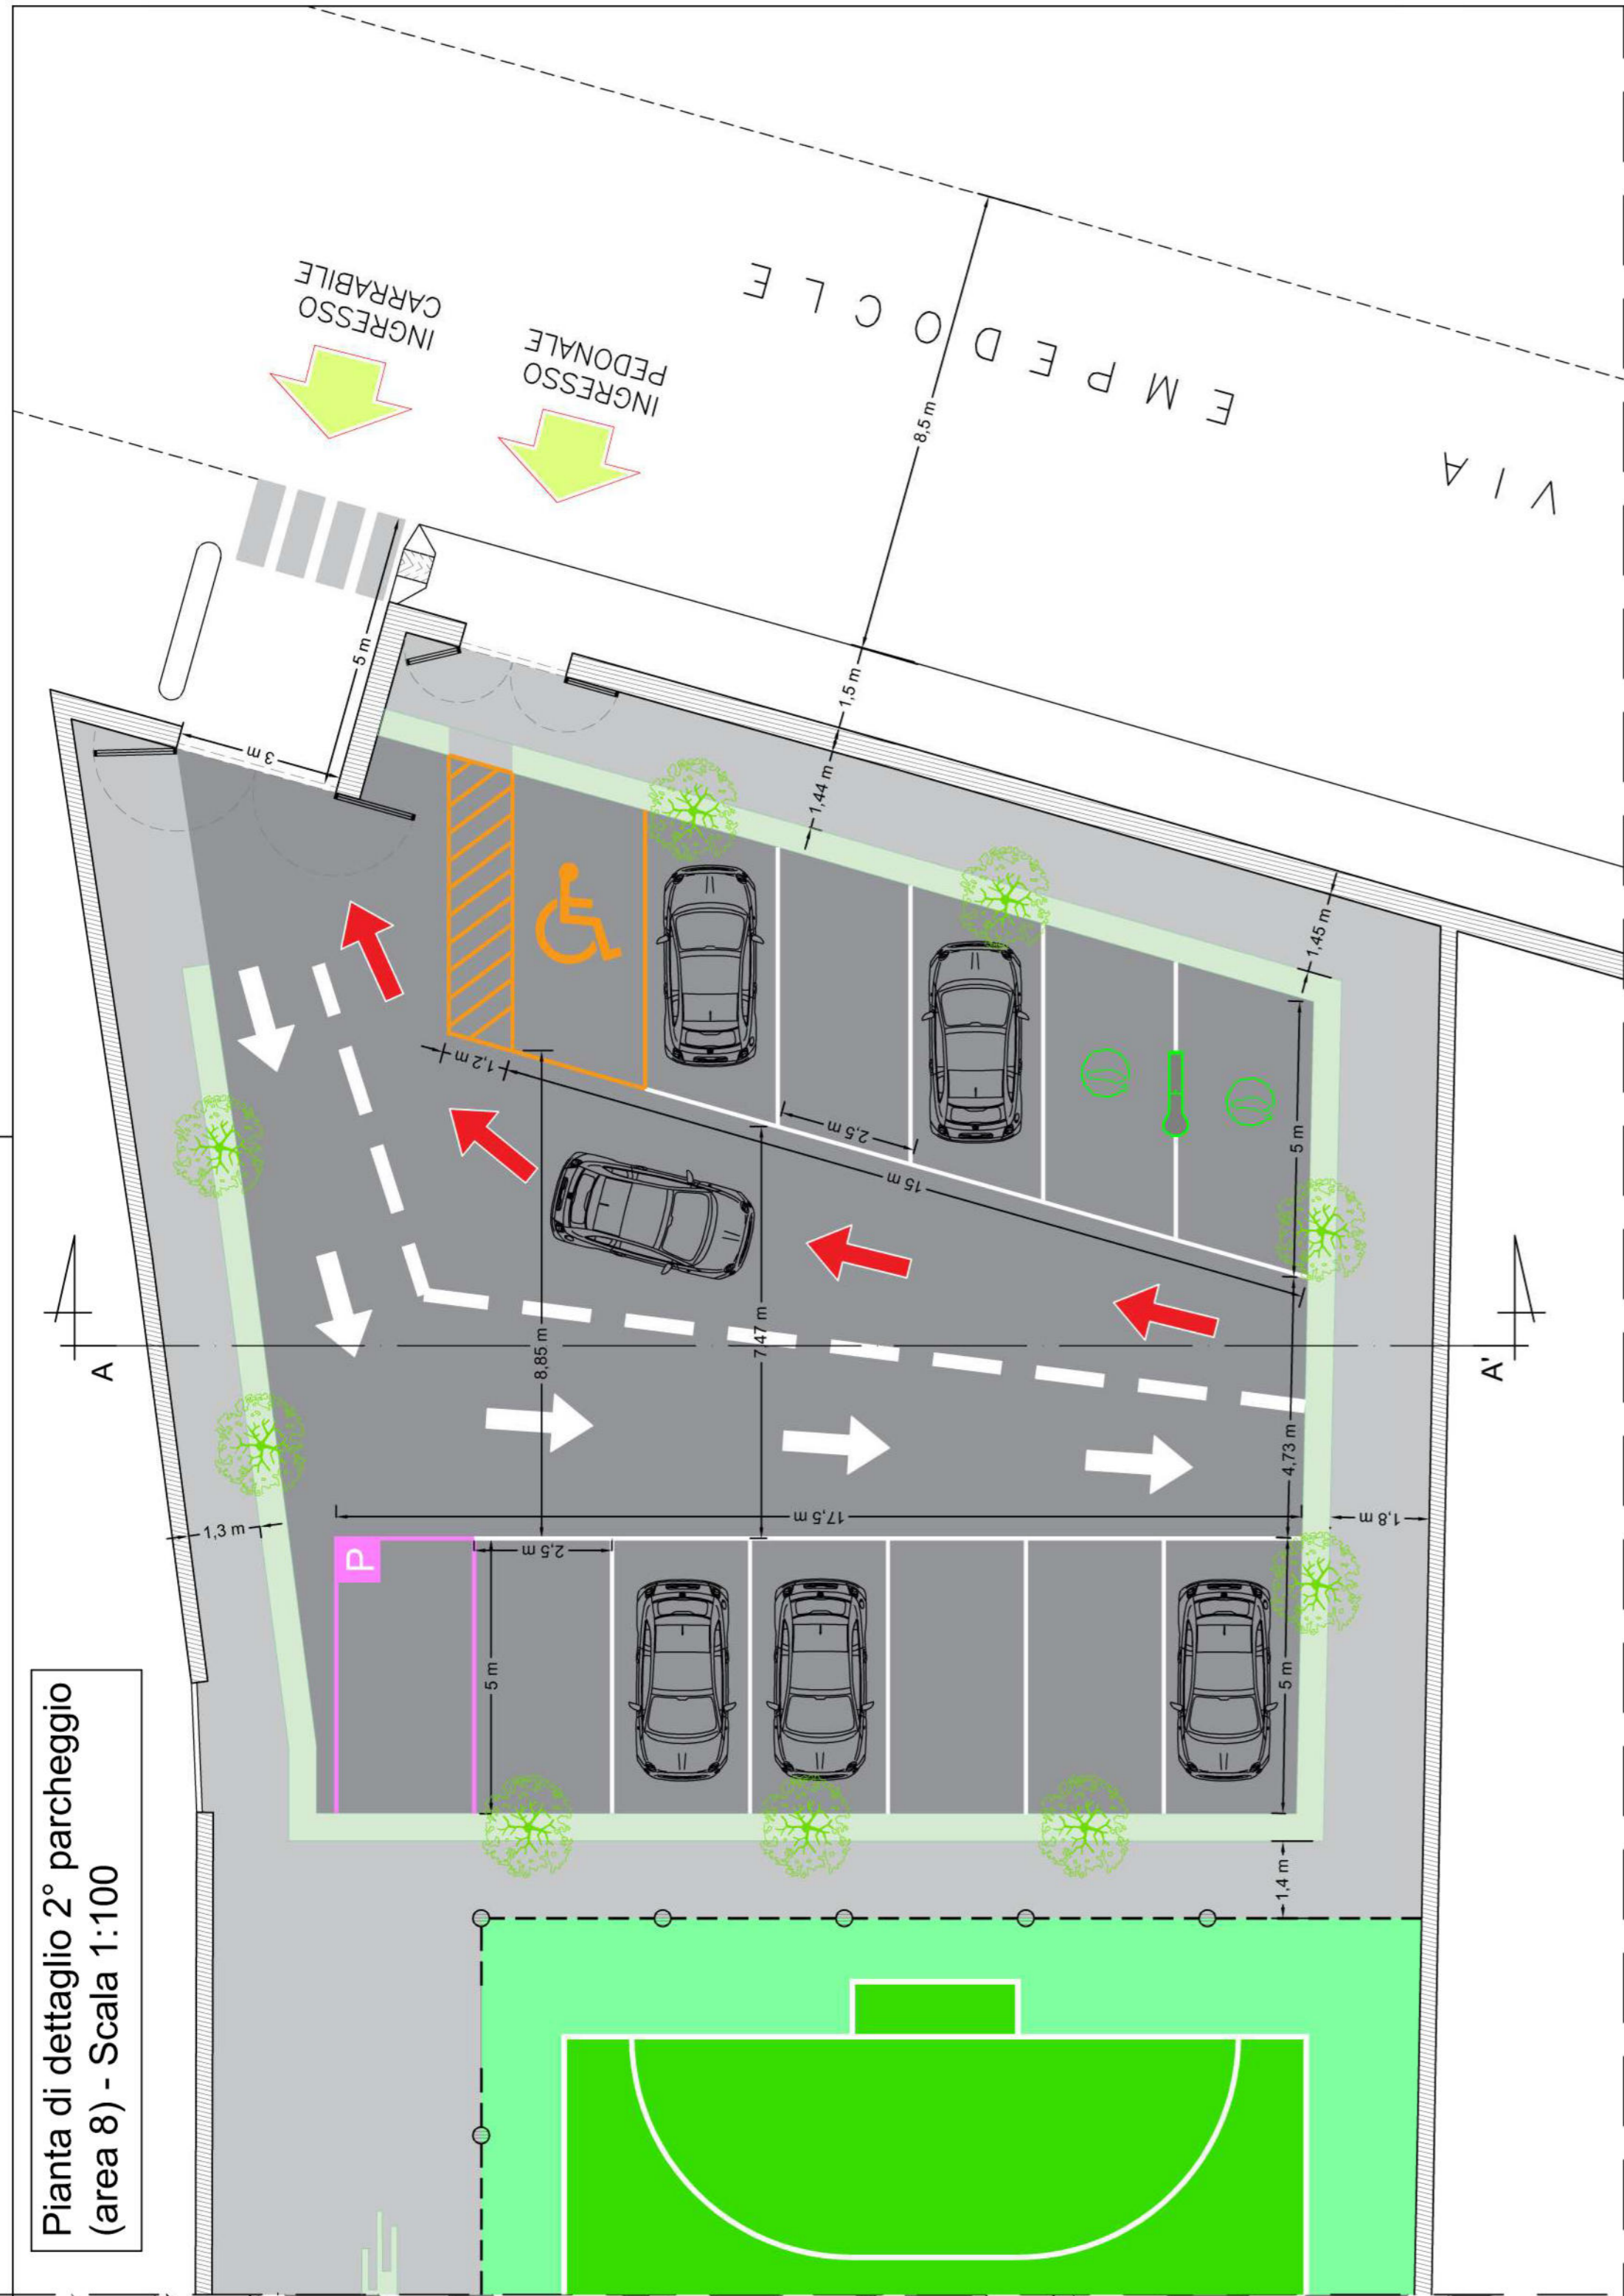 Pianta di dettaglio 2° parcheggio
(area 8) - Scala 1:100
INGRESSO
CARRABILE
INGRESSO
PEDONALE
VIA EMPEDOCLE
8,5 m
5 m
3 m
1,5 m
1,44 m
1,45 m
1,2 m
2,5 m
15 m
5 m
8,85 m
7,47 m
4,73 m
A
A'
17,5 m
1,3 m
1,8 m
P
2,5 m
5 m
5 m
1,4 m